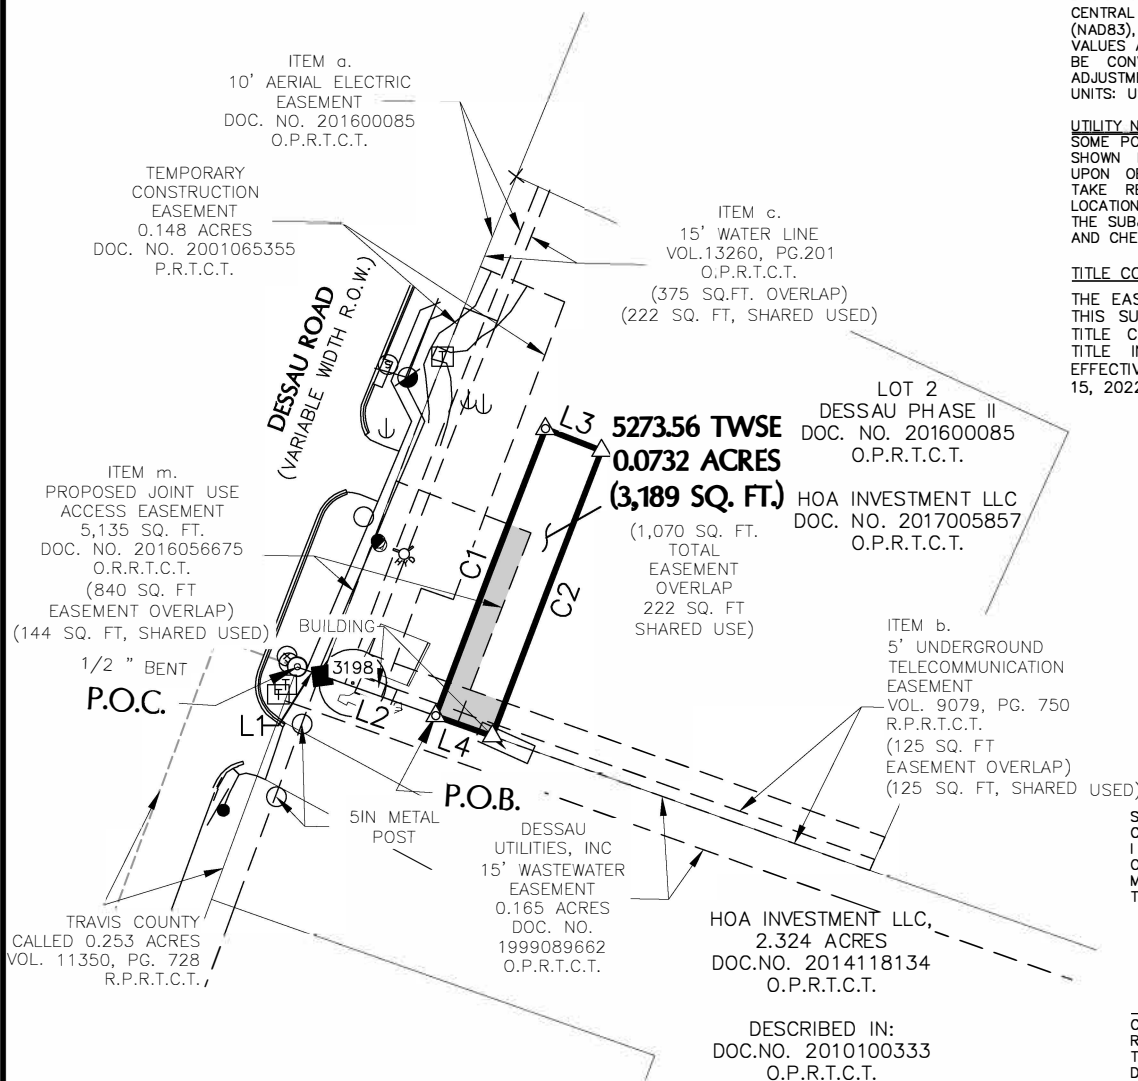 ITEM a.
10' AERIAL ELECTRIC
EASEMENT
DOC. NO. 201600085
O.P.R.T.C.T.
TEMPORARY
CONSTRUCTION
EASEMENT
0.148 ACRES
DOC. NO. 2001065355
P.R.T.C.T.
DESSAU ROAD
(VARIABLE WIDTH R.O.W.)
ITEM c.
15' WATER LINE
VOL.13260, PG.201
O.P.R.T.C.T.
(375 SQ.FT. OVERLAP)
(222 SQ. FT, SHARED USED)
CENTRAL
(NAD83),
VALUES
BE CON
ADJUSTM
UNITS: U
UTILITY N
SOME PO
SHOWN
UPON O
TAKE RE
LOCATION
THE SUB
AND CHE
TITLE CO
THE EAS
THIS SU
TITLE C
TITLE I
EFFECTIV
15, 2022
LOT 2
DESSAU PHASE II
DOC. NO. 201600085
O.P.R.T.C.T.
HOA INVESTMENT LLC
DOC. NO. 2017005857
O.P.R.T.C.T.
L3
5273.56 TWSE
0.0732 ACRES
(3,189 SQ. FT.)
(1,070 SQ. FT.
TOTAL
EASEMENT
OVERLAP
222 SQ. FT
SHARED USE)
C1
C2
ITEM m.
PROPOSED JOINT USE
ACCESS EASEMENT
5,135 SQ. FT.
DOC. NO. 2016056675
O.R.R.T.C.T.
(840 SQ. FT
EASEMENT OVERLAP)
(144 SQ. FT, SHARED USED)
BUILDING
1/2 " BENT
P.O.C.
3198
L1
L2
L4
P.O.B.
ITEM b.
5' UNDERGROUND
TELECOMMUNICATION
EASEMENT
VOL. 9079, PG. 750
R.P.R.T.C.T.
(125 SQ. FT
EASEMENT OVERLAP)
(125 SQ. FT, SHARED USED)
5IN METAL
POST
DESSAU
UTILITIES, INC
15' WASTEWATER
EASEMENT
0.165 ACRES
DOC. NO.
1999089662
O.P.R.T.C.T.
TRAVIS COUNTY
CALLED 0.253 ACRES
VOL. 11350, PG. 728
R.P.R.T.C.T.
HOA INVESTMENT LLC,
2.324 ACRES
DOC.NO. 2014118134
O.P.R.T.C.T.
DESCRIBED IN:
DOC.NO. 2010100333
O.P.R.T.C.T.